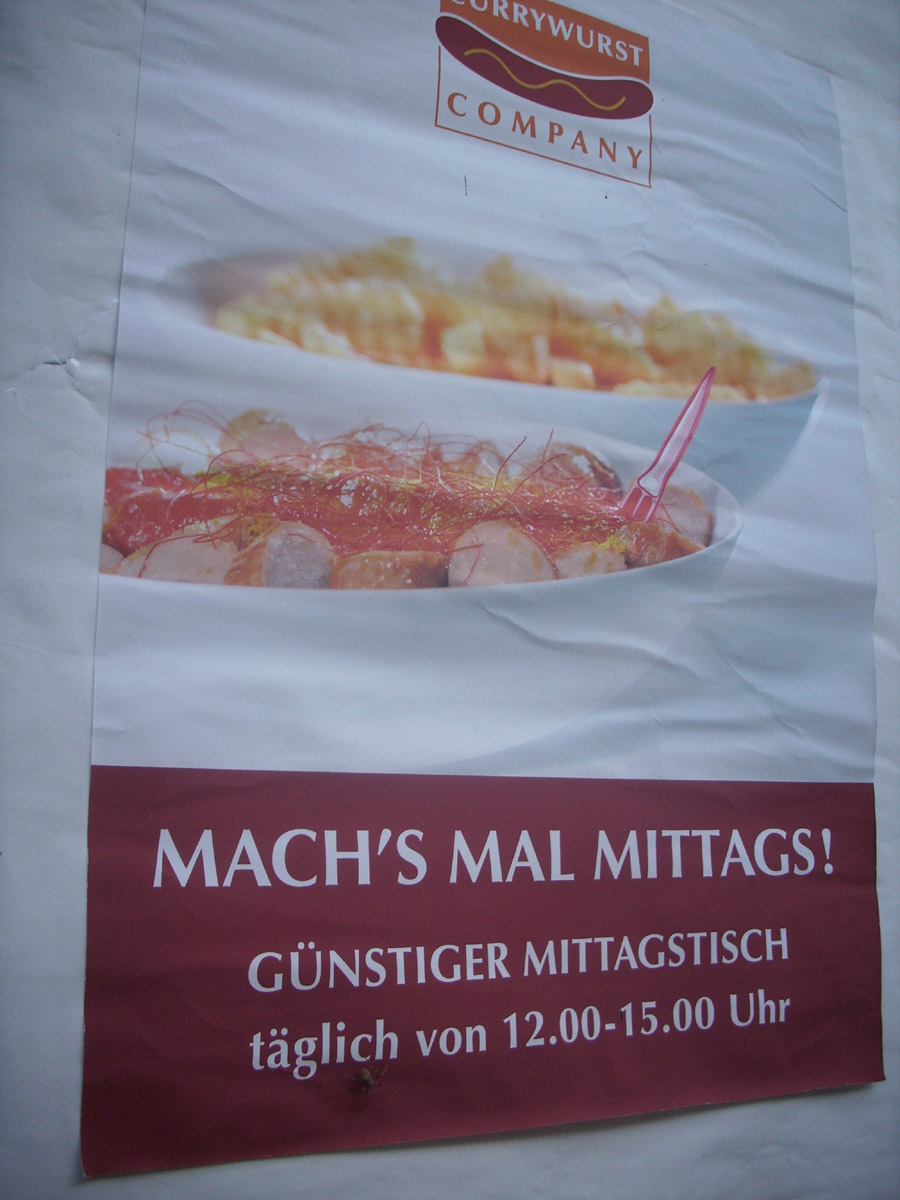 CURRYWURST
COMPANY
MACH'S MAL MITTAGS!
GÜNSTIGER MITTAGSTISCH
täglich von 12.00-15.00 Uhr